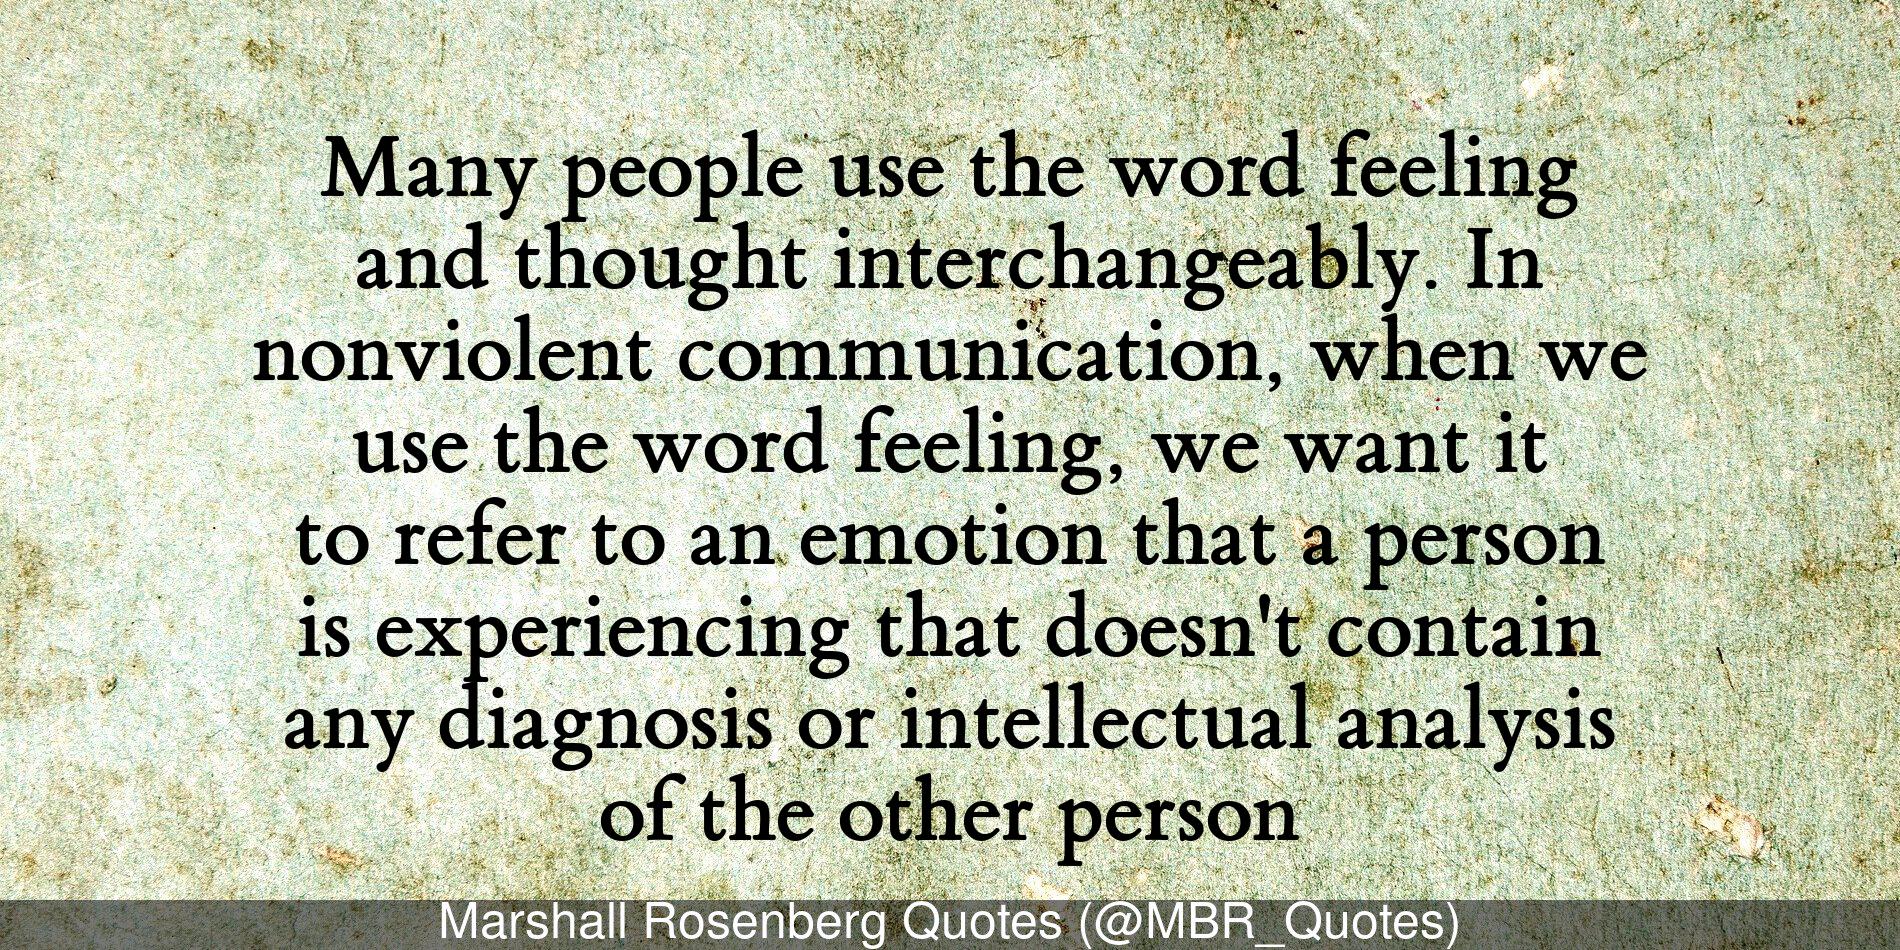 Many people use the word feeling
and thought interchangeably. In
nonviolent communication, when we
use the word feeling, we want it
to refer to an emotion that a person
is experiencing that doesn't contain
any diagnosis or intellectual analysis
of the other person
Marshall Rosenberg Quotes (@MBR_Quotes)